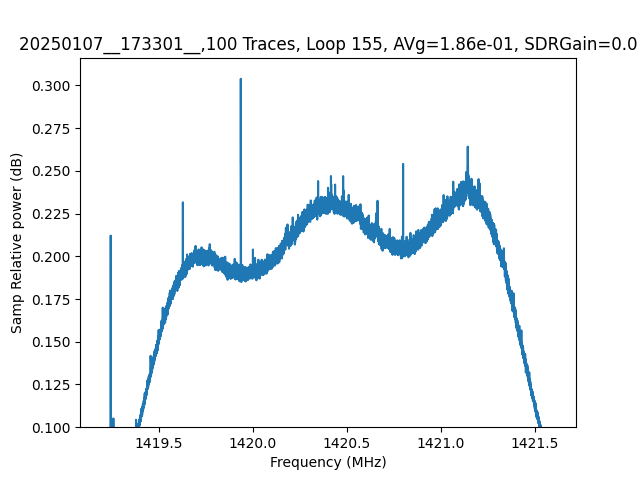 20250107__173301__,100 Traces, Loop 155, AVg=1.86e-01, SDRGain=0.0
0.300
0.275
0.250
0.225
0.200
0.175
0.150
0.125
0.100
Samp Relative power (dB)
1419.5 1420.0 1420.5 1421.0 1421.5
Frequency (MHz)